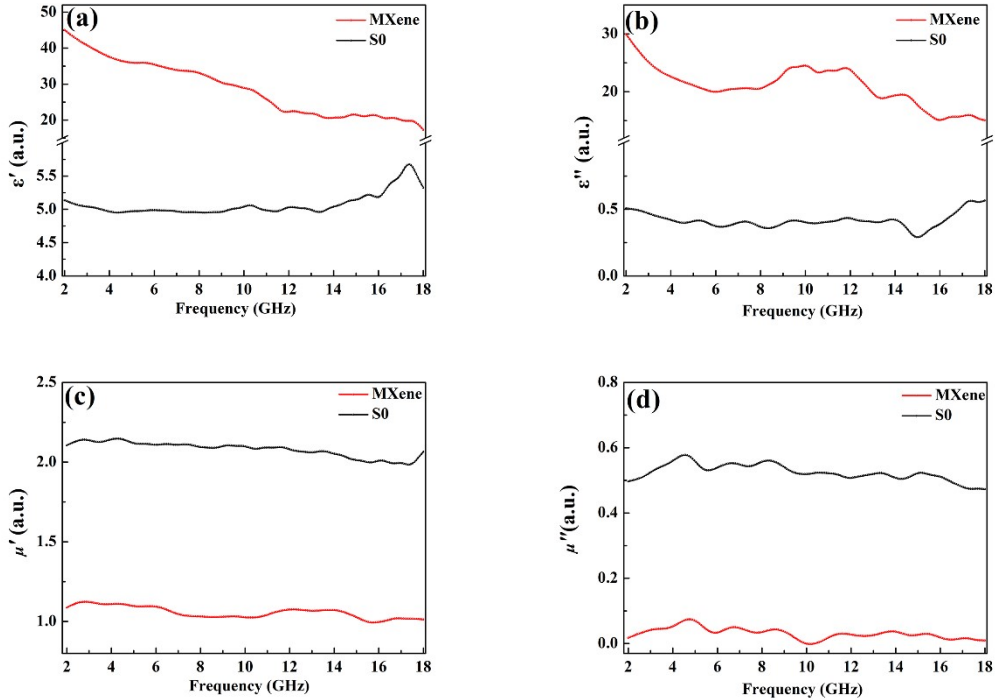 (a)
MXene
S0
50
40
30
20
5.5
5.0
4.5
4.0
ε′ (a.u.)
2 4 6 8 10 12 14 16 18
Frequency (GHz)
(b)
MXene
S0
30
20
0.5
0.0
ε″ (a.u.)
2 4 6 8 10 12 14 16 18
Frequency (GHz)
(c)
MXene
S0
2.5
2.0
1.5
1.0
μ′ (a.u.)
2 4 6 8 10 12 14 16 18
Frequency (GHz)
(d)
MXene
S0
0.8
0.6
0.4
0.2
0.0
μ″(a.u.)
2 4 6 8 10 12 14 16 18
Frequency (GHz)